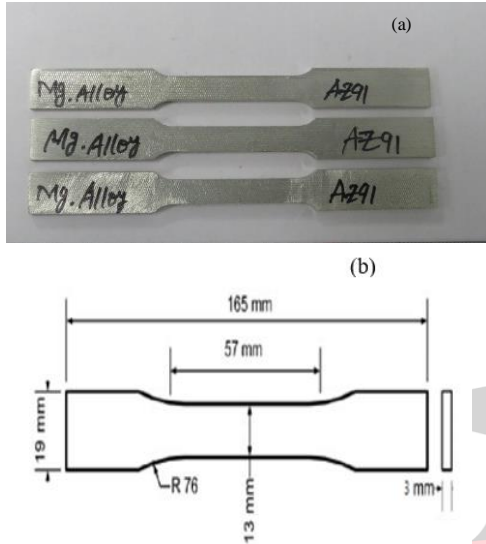 (a)
Mg. Alloy AZ91
Mg. Alloy AZ91
Mg. Alloy AZ91
(b)
165 mm
57 mm
19 mm
R 76
13 mm
3 mm